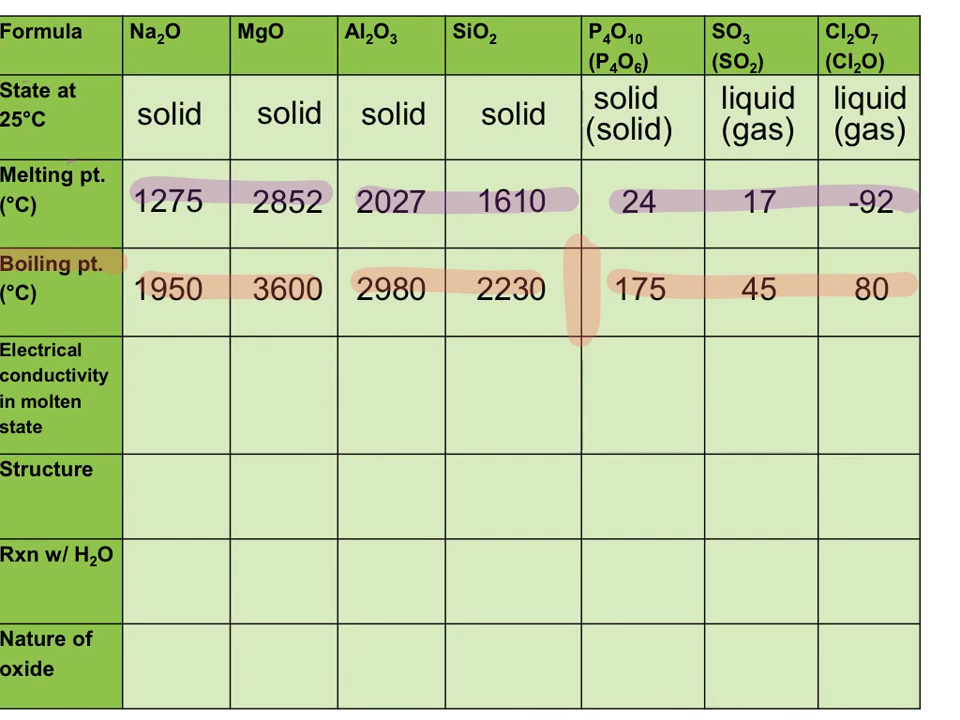 Formula Na₂O MgO Al₂O₃ SiO₂ P₄O₁₀ SO₃ Cl₂O₇
(P₄O₆) (SO₂) (Cl₂O)
State at
25°C solid solid solid solid solid liquid liquid
(solid) (gas) (gas)
Melting pt.
(°C) 1275 2852 2027 1610 24 17 -92
Boiling pt.
(°C) 1950 3600 2980 2230 175 45 80
Electrical
conductivity
in molten
state
Structure
Rxn w/ H₂O
Nature of
oxide